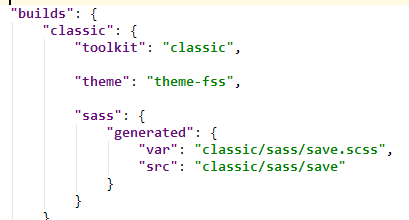 "builds": {
"classic": {
"toolkit": "classic",
"theme": "theme-fss",
"sass": {
"generated": {
"var": "classic/sass/save.scss",
"src": "classic/sass/save"
}
}
}